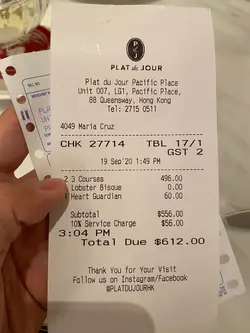 PLAT du JOUR
Plat du Jour Pacific Place
Unit 007, LG1, Pacific Place,
88 Queensway, Hong Kong
Tel: 2715 0511
4049 Maria Cruz
CHK 27714 TBL 17/1
GST 2
19 Sep'20 1:49 PM
2 3 Courses 496.00
Lobster Bisque 0.00
Heart Guardian 60.00
Subtotal $556.00
10% Service Charge $56.00
3:04 PM
Total Due $612.00
Thank You for Your Visit
Follow us on Instagram/Facebook
@PLATDUJOURHK